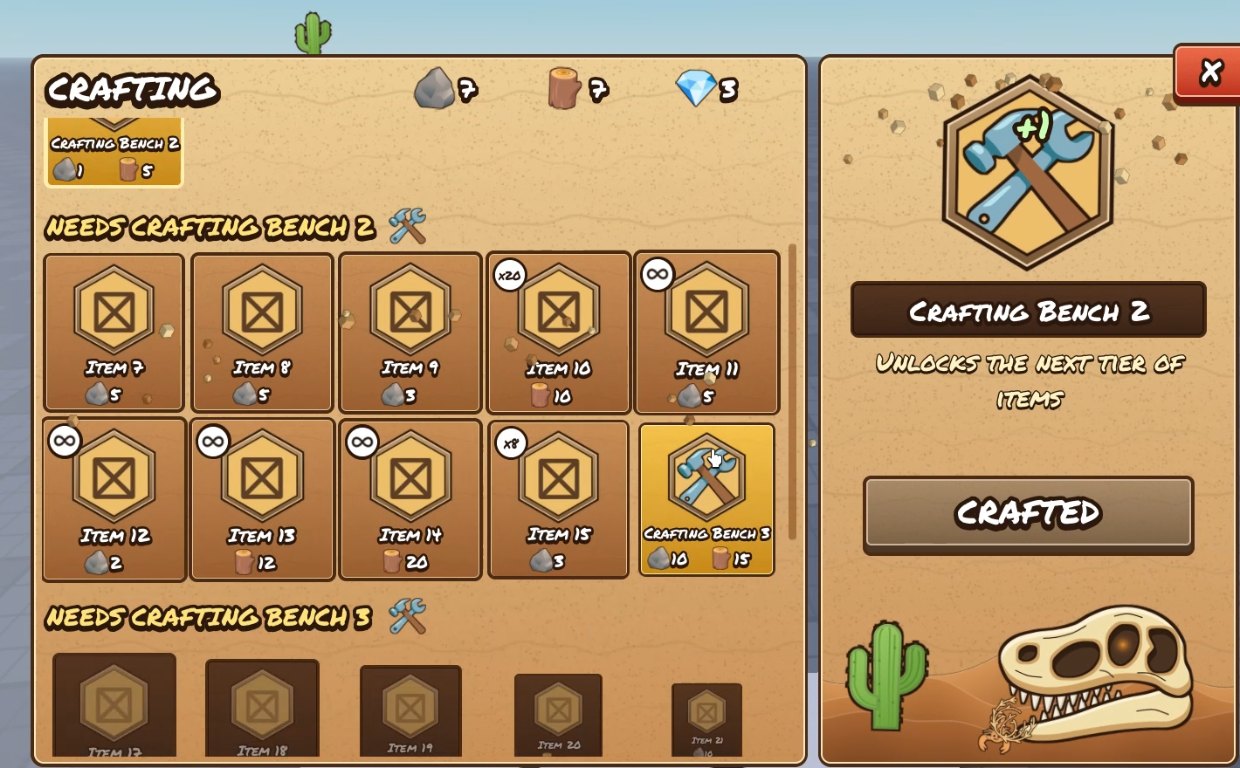 CRAFTING
7
7
3
X
+1
CRAFTING BENCH 2
1
5
NEEDS CRAFTING BENCH 2
ITEM 7
5
ITEM 8
5
ITEM 9
3
x20
ITEM 10
10
∞
ITEM 11
5
∞
ITEM 12
2
∞
ITEM 13
12
∞
ITEM 14
20
x8
ITEM 15
3
CRAFTING BENCH 3
10
15
NEEDS CRAFTING BENCH 3
ITEM 17
ITEM 18
ITEM 19
ITEM 20
ITEM 21
CRAFTING BENCH 2
UNLOCKS THE NEXT TIER OF
ITEMS
CRAFTED